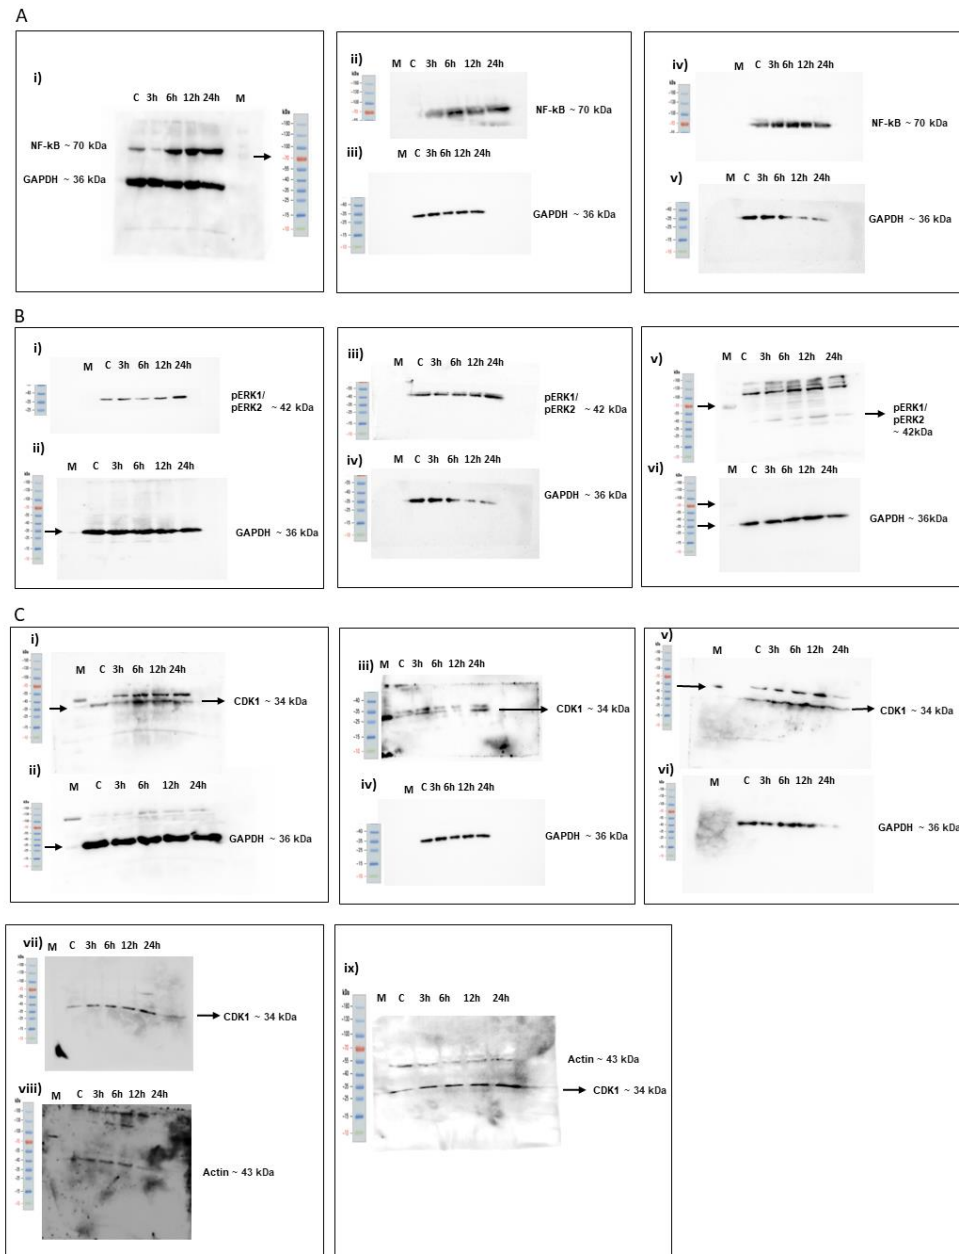 A
i)
C 3h 6h 12h 24h M
NF-kB ~ 70 kDa
GAPDH ~ 36 kDa
ii)
M C 3h 6h 12h 24h
NF-kB ~ 70 kDa
iii)
M C 3h 6h 12h 24h
GAPDH ~ 36 kDa
iv)
M C 3h 6h 12h 24h
NF-kB ~ 70 kDa
v)
M C 3h 6h 12h 24h
GAPDH ~ 36 kDa
B
i)
M C 3h 6h 12h 24h
pERK1/
pERK2 ~ 42 kDa
ii)
M C 3h 6h 12h 24h
GAPDH ~ 36 kDa
iii)
M C 3h 6h 12h 24h
pERK1/
pERK2 ~ 42 kDa
iv)
M C 3h 6h 12h 24h
GAPDH ~ 36 kDa
v)
M C 3h 6h 12h 24h
pERK1/
pERK2
~ 42kDa
vi)
M C 3h 6h 12h 24h
GAPDH ~ 36kDa
C
i)
M C 3h 6h 12h 24h
CDK1 ~ 34 kDa
ii)
M C 3h 6h 12h 24h
GAPDH ~ 36 kDa
iii)
M C 3h 6h 12h 24h
CDK1 ~ 34 kDa
iv)
M C 3h 6h 12h 24h
GAPDH ~ 36 kDa
v)
M C 3h 6h 12h 24h
CDK1 ~ 34 kDa
vi)
M C 3h 6h 12h 24h
GAPDH ~ 36 kDa
vii)
M C 3h 6h 12h 24h
CDK1 ~ 34 kDa
viii)
M C 3h 6h 12h 24h
Actin ~ 43 kDa
ix)
M C 3h 6h 12h 24h
Actin ~ 43 kDa
CDK1 ~ 34 kDa